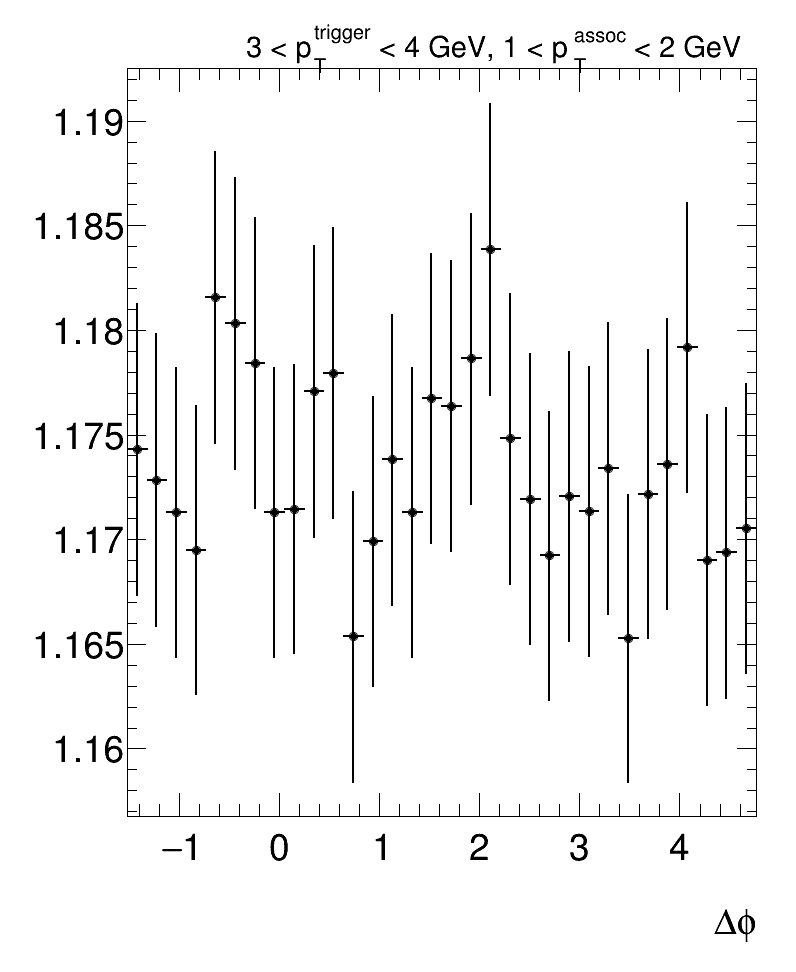 3 < p_T^trigger < 4 GeV, 1 < p_T^assoc < 2 GeV
1.19
1.185
1.18
1.175
1.17
1.165
1.16
−1 0 1 2 3 4
Δϕ